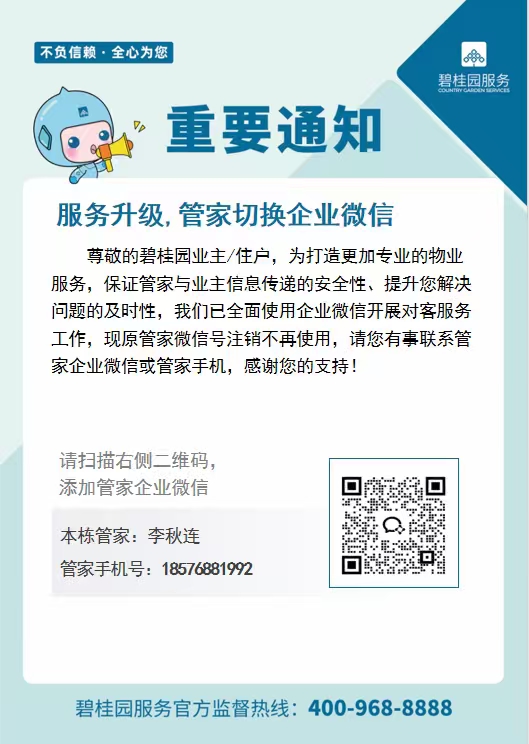 不负信赖·全心为您
碧桂园服务
COUNTRY GARDEN SERVICES
重要通知
服务升级,管家切换企业微信
尊敬的碧桂园业主/住户，为打造更加专业的物业
服务，保证管家与业主信息传递的安全性、提升您解决
问题的及时性，我们已全面使用企业微信开展对客服务
工作，现原管家微信号注销不再使用，请您有事联系管
家企业微信或管家手机，感谢您的支持！
请扫描右侧二维码，
添加管家企业微信
本栋管家：李秋连
管家手机号：18576881992
碧桂园服务官方监督热线：400-968-8888